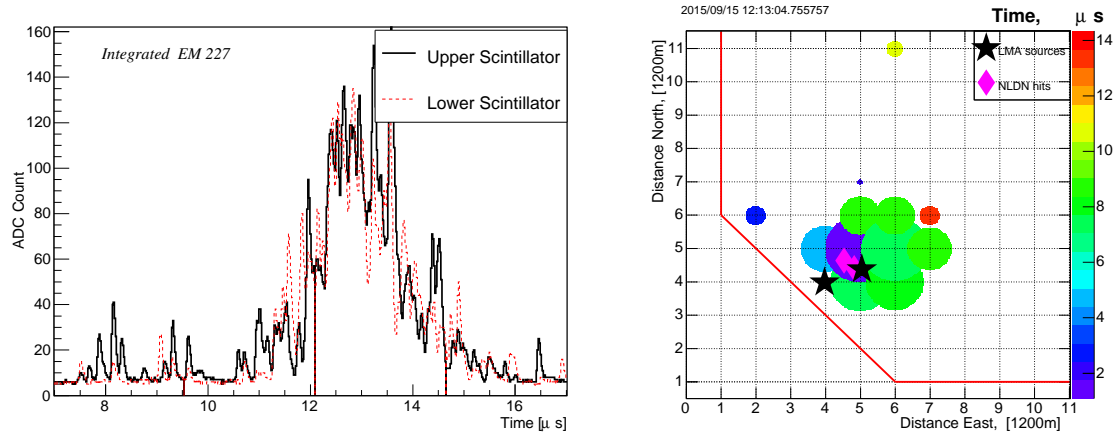 Integrated EM 227
Upper Scintillator
Lower Scintillator
ADC Count
160
140
120
100
80
60
40
20
0
8 10 12 14 16
Time [μ s]
2015/09/15 12:13:04.755757
Time, μ s
LMA sources
NLDN hits
Distance North, [1200m]
11
10
9
8
7
6
5
4
3
2
1
0 1 2 3 4 5 6 7 8 9 10 11
Distance East, [1200m]
14
12
10
8
6
4
2